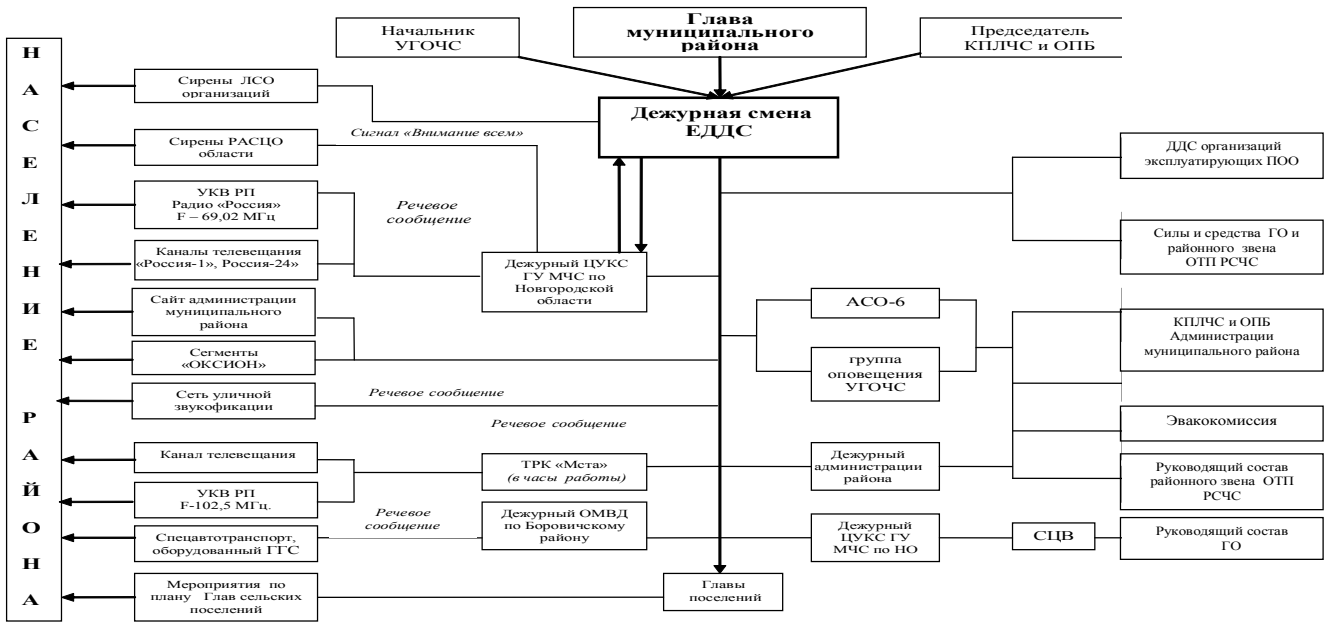 Начальник
УГОЧС
Глава
муниципального
района
Председатель
КПЛЧС и ОПБ
НАСЕЛЕНИЕ РАЙОНА
Сирены ЛСО
организаций
Дежурная смена
ЕДДС
Сигнал «Внимание всем»
Сирены РАСЦО
области
ДДС организаций
эксплуатирующих ПОО
УКВ РП
Радио «Россия»
F – 69,02 МГц
Речевое
сообщение
Каналы телевещания
«Россия-1», Россия-24»
Дежурный ЦУКС
ГУ МЧС по
Новгородской
области
Силы и средства ГО и
районного звена
ОТП РСЧС
Сайт администрации
муниципального
района
АСО-6
Сегменты
«ОКСИОН»
группа
оповещения
УГОЧС
КПЛЧС и ОПБ
Администрации
муниципального района
Сеть уличной
звукофикации
Речевое сообщение
Речевое сообщение
Эвакокомиссия
Канал телевещания
ТРК «Мста»
(в часы работы)
Дежурный
администрации
района
Руководящий состав
районного звена ОТП
РСЧС
УКВ РП
F-102,5 МГц.
Речевое
сообщение
Спецавтотранспорт,
оборудованный ГГС
Дежурный ОМВД
по Боровичскому
району
Дежурный
ЦУКС ГУ
МЧС по НО
СЦВ
Руководящий состав
ГО
Мероприятия по
плану Глав сельских
поселений
Главы
поселений